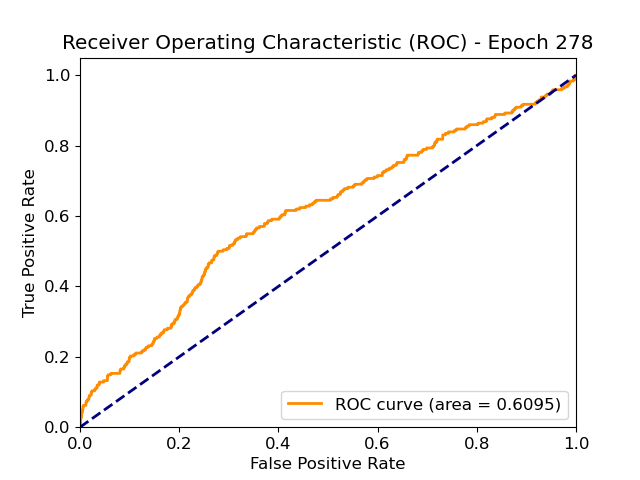 Receiver Operating Characteristic (ROC) - Epoch 278
True Positive Rate
1.0
0.8
0.6
0.4
0.2
0.0
ROC curve (area = 0.6095)
0.0 0.2 0.4 0.6 0.8 1.0
False Positive Rate